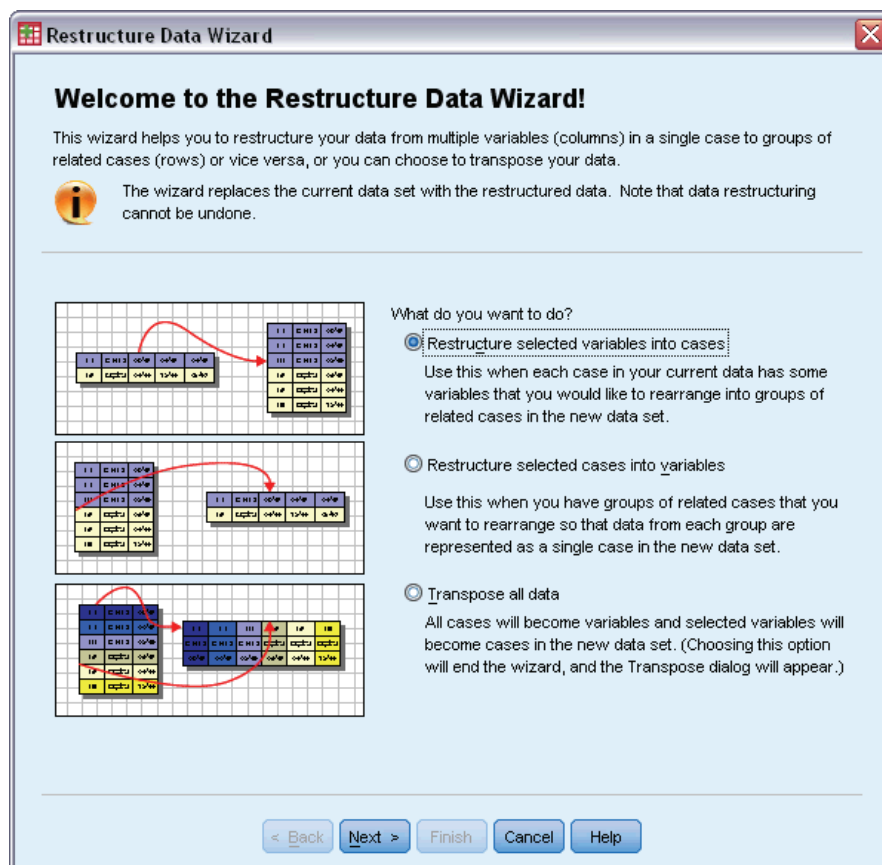 Restructure Data Wizard
Welcome to the Restructure Data Wizard!
This wizard helps you to restructure your data from multiple variables (columns) in a single case to groups of
related cases (rows) or vice versa, or you can choose to transpose your data.
The wizard replaces the current data set with the restructured data. Note that data restructuring
cannot be undone.
What do you want to do?
Restructure selected variables into cases
Use this when each case in your current data has some
variables that you would like to rearrange into groups of
related cases in the new data set.
Restructure selected cases into variables
Use this when you have groups of related cases that you
want to rearrange so that data from each group are
represented as a single case in the new data set.
Transpose all data
All cases will become variables and selected variables will
become cases in the new data set. (Choosing this option
will end the wizard, and the Transpose dialog will appear.)
< Back
Next >
Finish
Cancel
Help